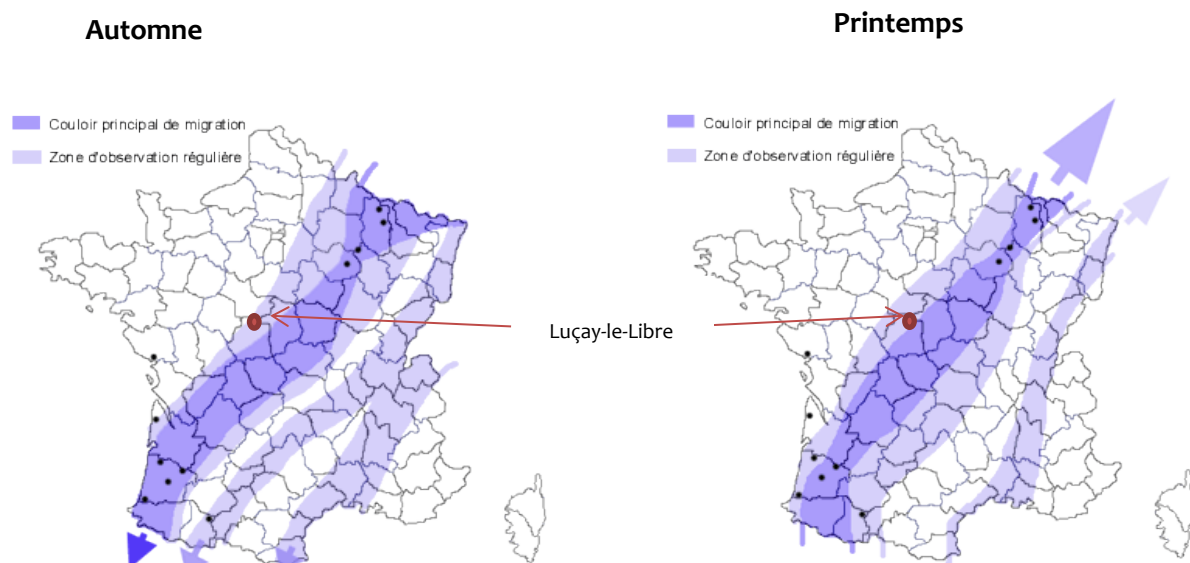 Automne
Printemps
Couloir principal de migration
Zone d'observation régulière
Couloir principal de migration
Zone d'observation régulière
Luçay-le-Libre